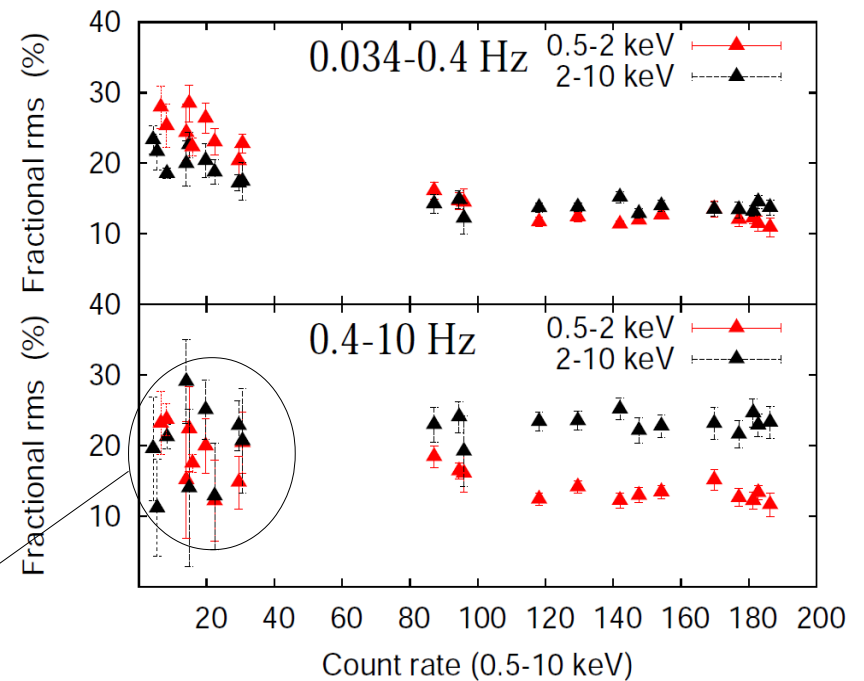 Fractional rms (%)
40
30
20
10
0.034-0.4 Hz
0.5-2 keV
2-10 keV
Fractional rms (%)
40
30
20
10
0.4-10 Hz
0.5-2 keV
2-10 keV
20 40 60 80 100 120 140 160 180 200
Count rate (0.5-10 keV)